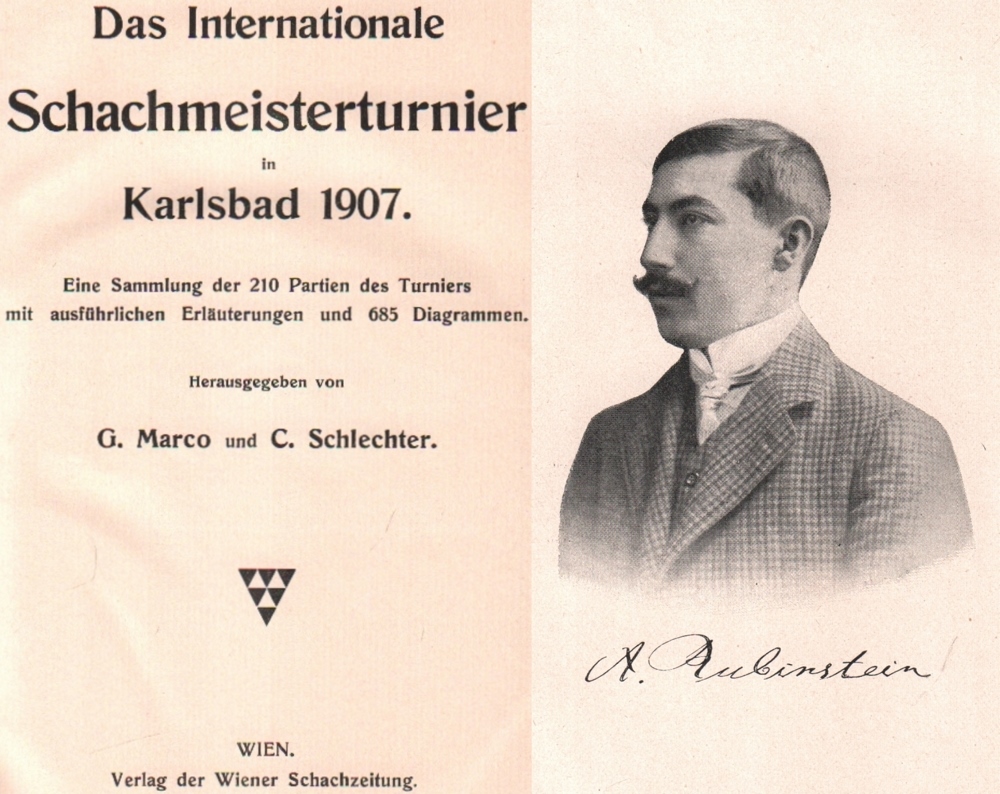 Das Internationale
Schachmeisterturnier
in
Karlsbad 1907.
Eine Sammlung der 210 Partien des Turniers
mit ausführlichen Erläuterungen und 685 Diagrammen.
Herausgegeben von
G. Marco und C. Schlechter.
WIEN.
Verlag der Wiener Schachzeitung.
A. Rubinstein